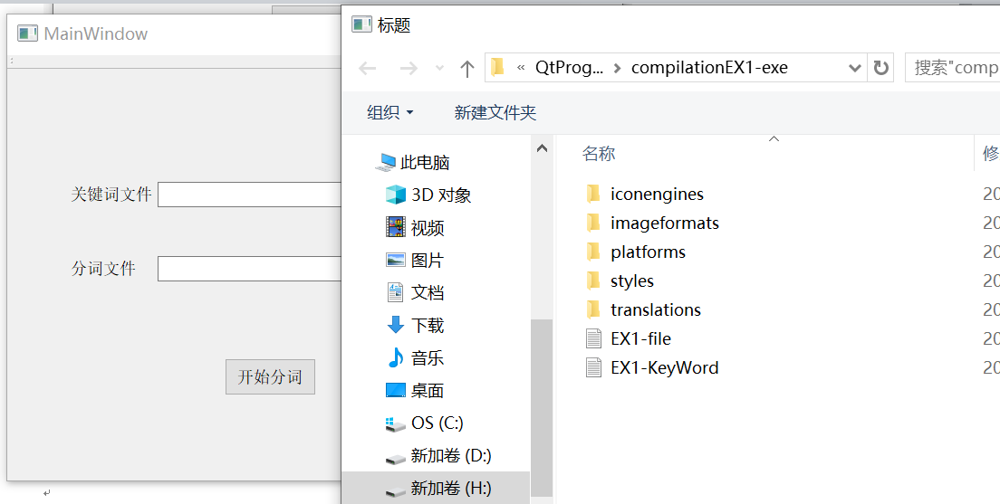 MainWindow
关键词文件
分词文件
开始分词
标题
« QtProg... › compilationEX1-exe
搜索"comp
组织
新建文件夹
此电脑
3D 对象
视频
图片
文档
下载
音乐
桌面
OS (C:)
新加卷 (D:)
新加卷 (H:)
名称
修
iconengines 20
imageformats 20
platforms 20
styles 20
translations 20
EX1-file 20
EX1-KeyWord 20